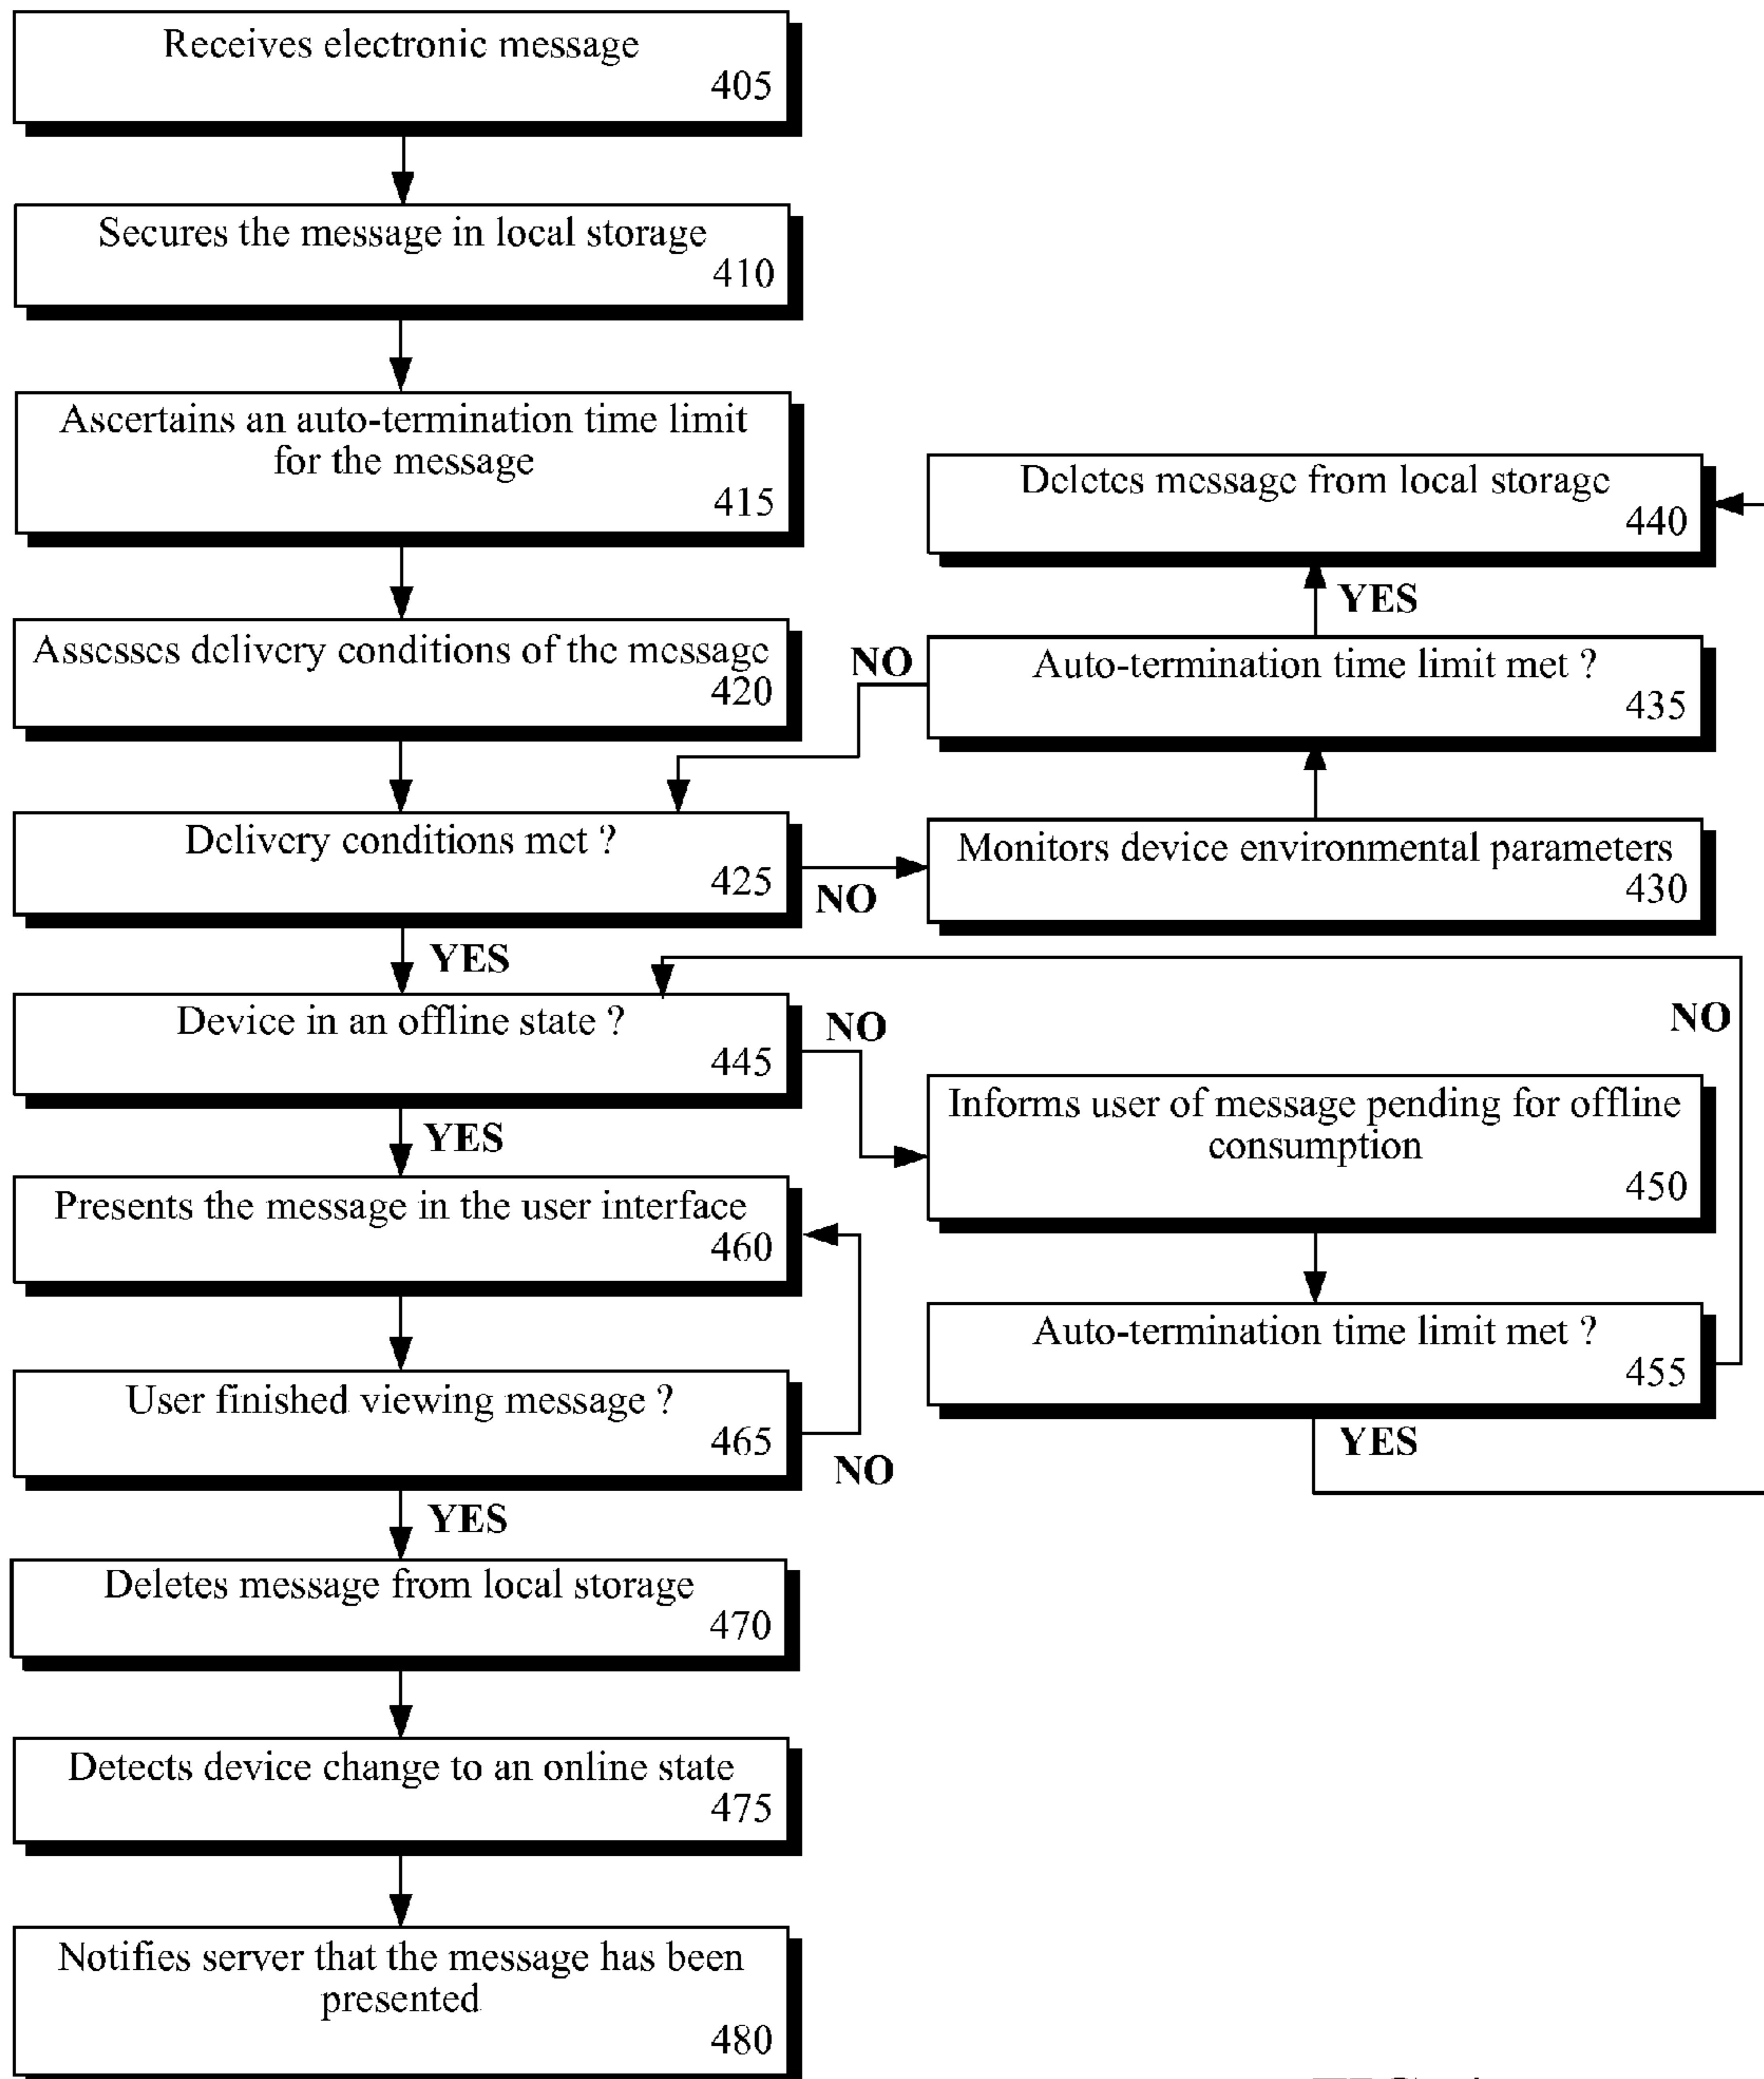 Receives electronic message
405
Secures the message in local storage
410
Ascertains an auto-termination time limit
for the message
415
Deletes message from local storage
440
YES
Assesses delivery conditions of the message
420
NO
Auto-termination time limit met ?
435
Delivery conditions met ?
425
NO
Monitors device environmental parameters
430
YES
Device in an offline state ?
445
NO
NO
Informs user of message pending for offline
consumption
450
YES
Presents the message in the user interface
460
Auto-termination time limit met ?
455
YES
User finished viewing message ?
465
NO
YES
Deletes message from local storage
470
Detects device change to an online state
475
Notifies server that the message has been
presented
480